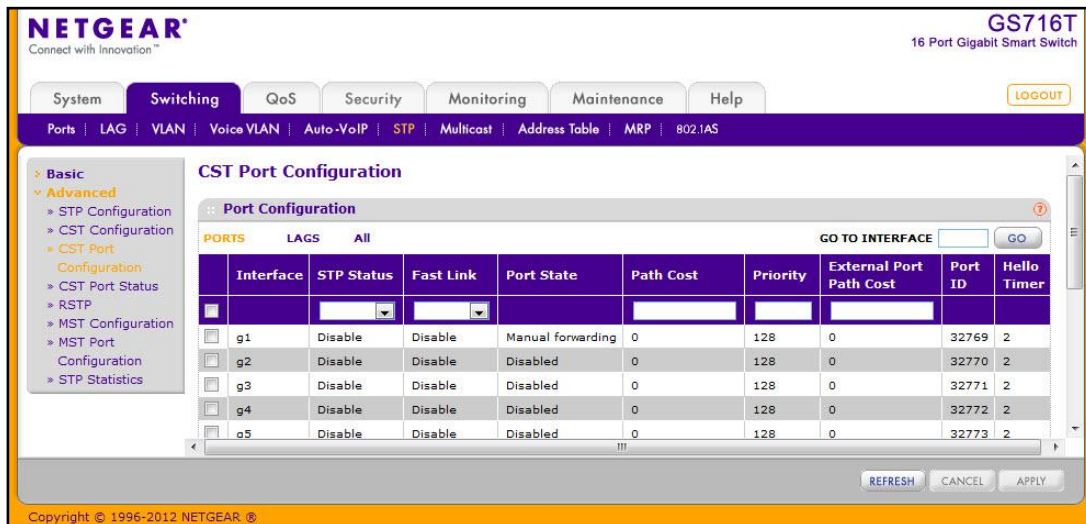 NETGEAR®
Connect with Innovation™
GS716T
16 Port Gigabit Smart Switch
System Switching QoS Security Monitoring Maintenance Help LOGOUT
Ports LAG VLAN Voice VLAN Auto-VoIP STP Multicast Address Table MRP 802.1AS
Basic
Advanced
» STP Configuration
» CST Configuration
» CST Port
Configuration
» CST Port Status
» RSTP
» MST Configuration
» MST Port
Configuration
» STP Statistics
CST Port Configuration
Port Configuration ?
PORTS LAGS All GO TO INTERFACE GO
Interface STP Status Fast Link Port State Path Cost Priority External Port Path Cost Port ID Hello Timer
g1 Disable Disable Manual forwarding 0 128 0 32769 2
g2 Disable Disable Disabled 0 128 0 32770 2
g3 Disable Disable Disabled 0 128 0 32771 2
g4 Disable Disable Disabled 0 128 0 32772 2
g5 Disable Disable Disabled 0 128 0 32773 2
REFRESH CANCEL APPLY
Copyright © 1996-2012 NETGEAR ®